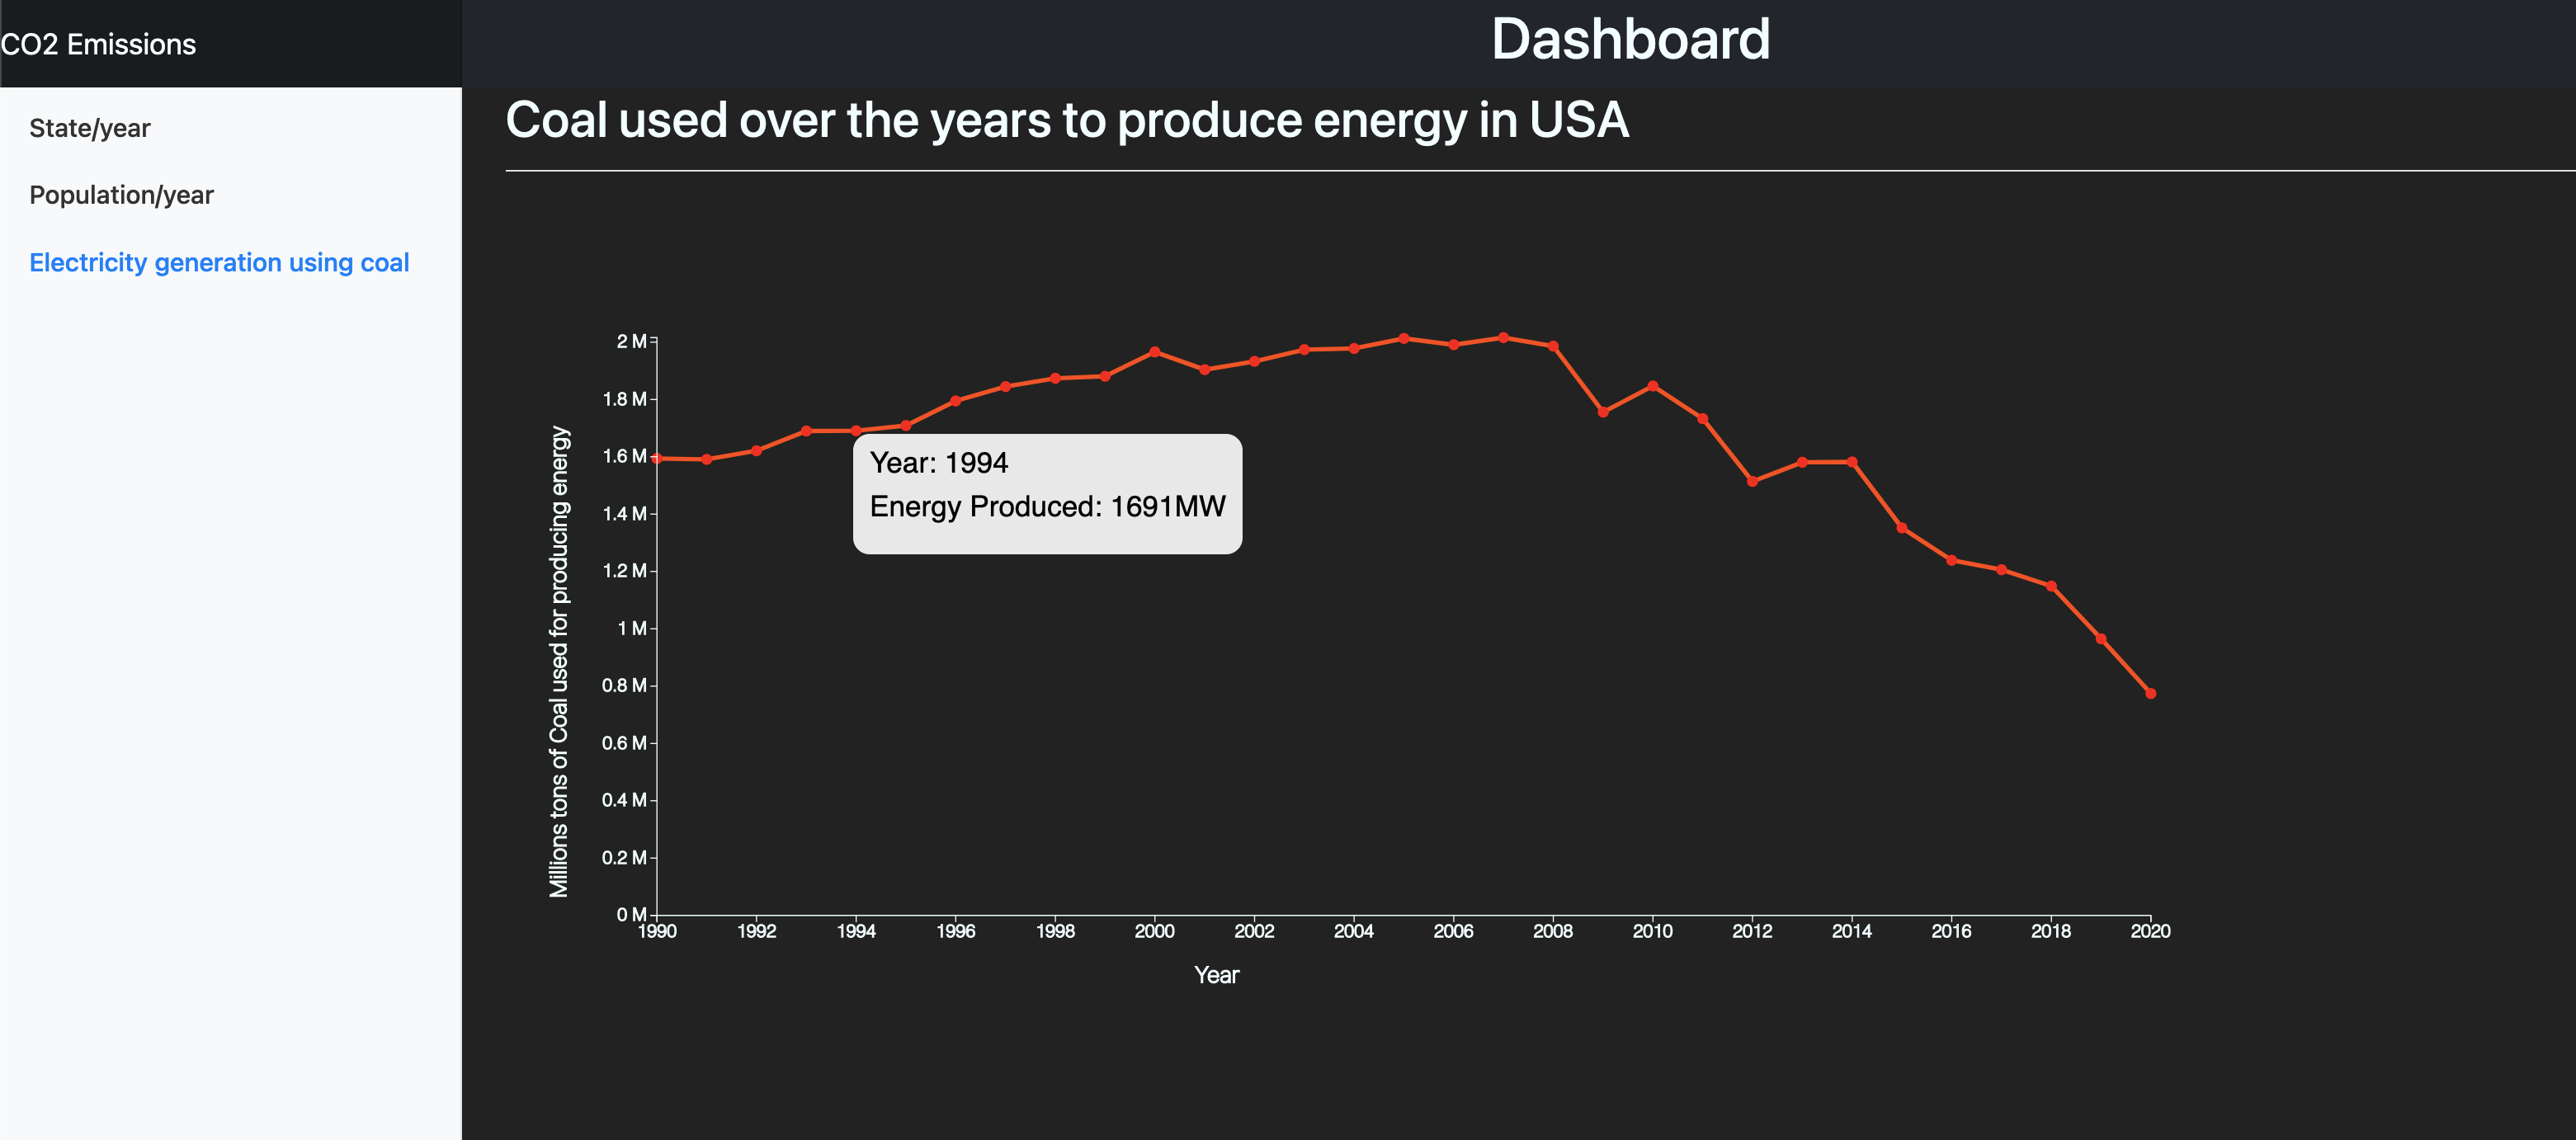 CO2 Emissions
Dashboard
State/year
Population/year
Electricity generation using coal
Coal used over the years to produce energy in USA
Millions tons of Coal used for producing energy
2 M
1.8 M
1.6 M
1.4 M
1.2 M
1 M
0.8 M
0.6 M
0.4 M
0.2 M
0 M
Year: 1994
Energy Produced: 1691MW
1990 1992 1994 1996 1998 2000 2002 2004 2006 2008 2010 2012 2014 2016 2018 2020
Year